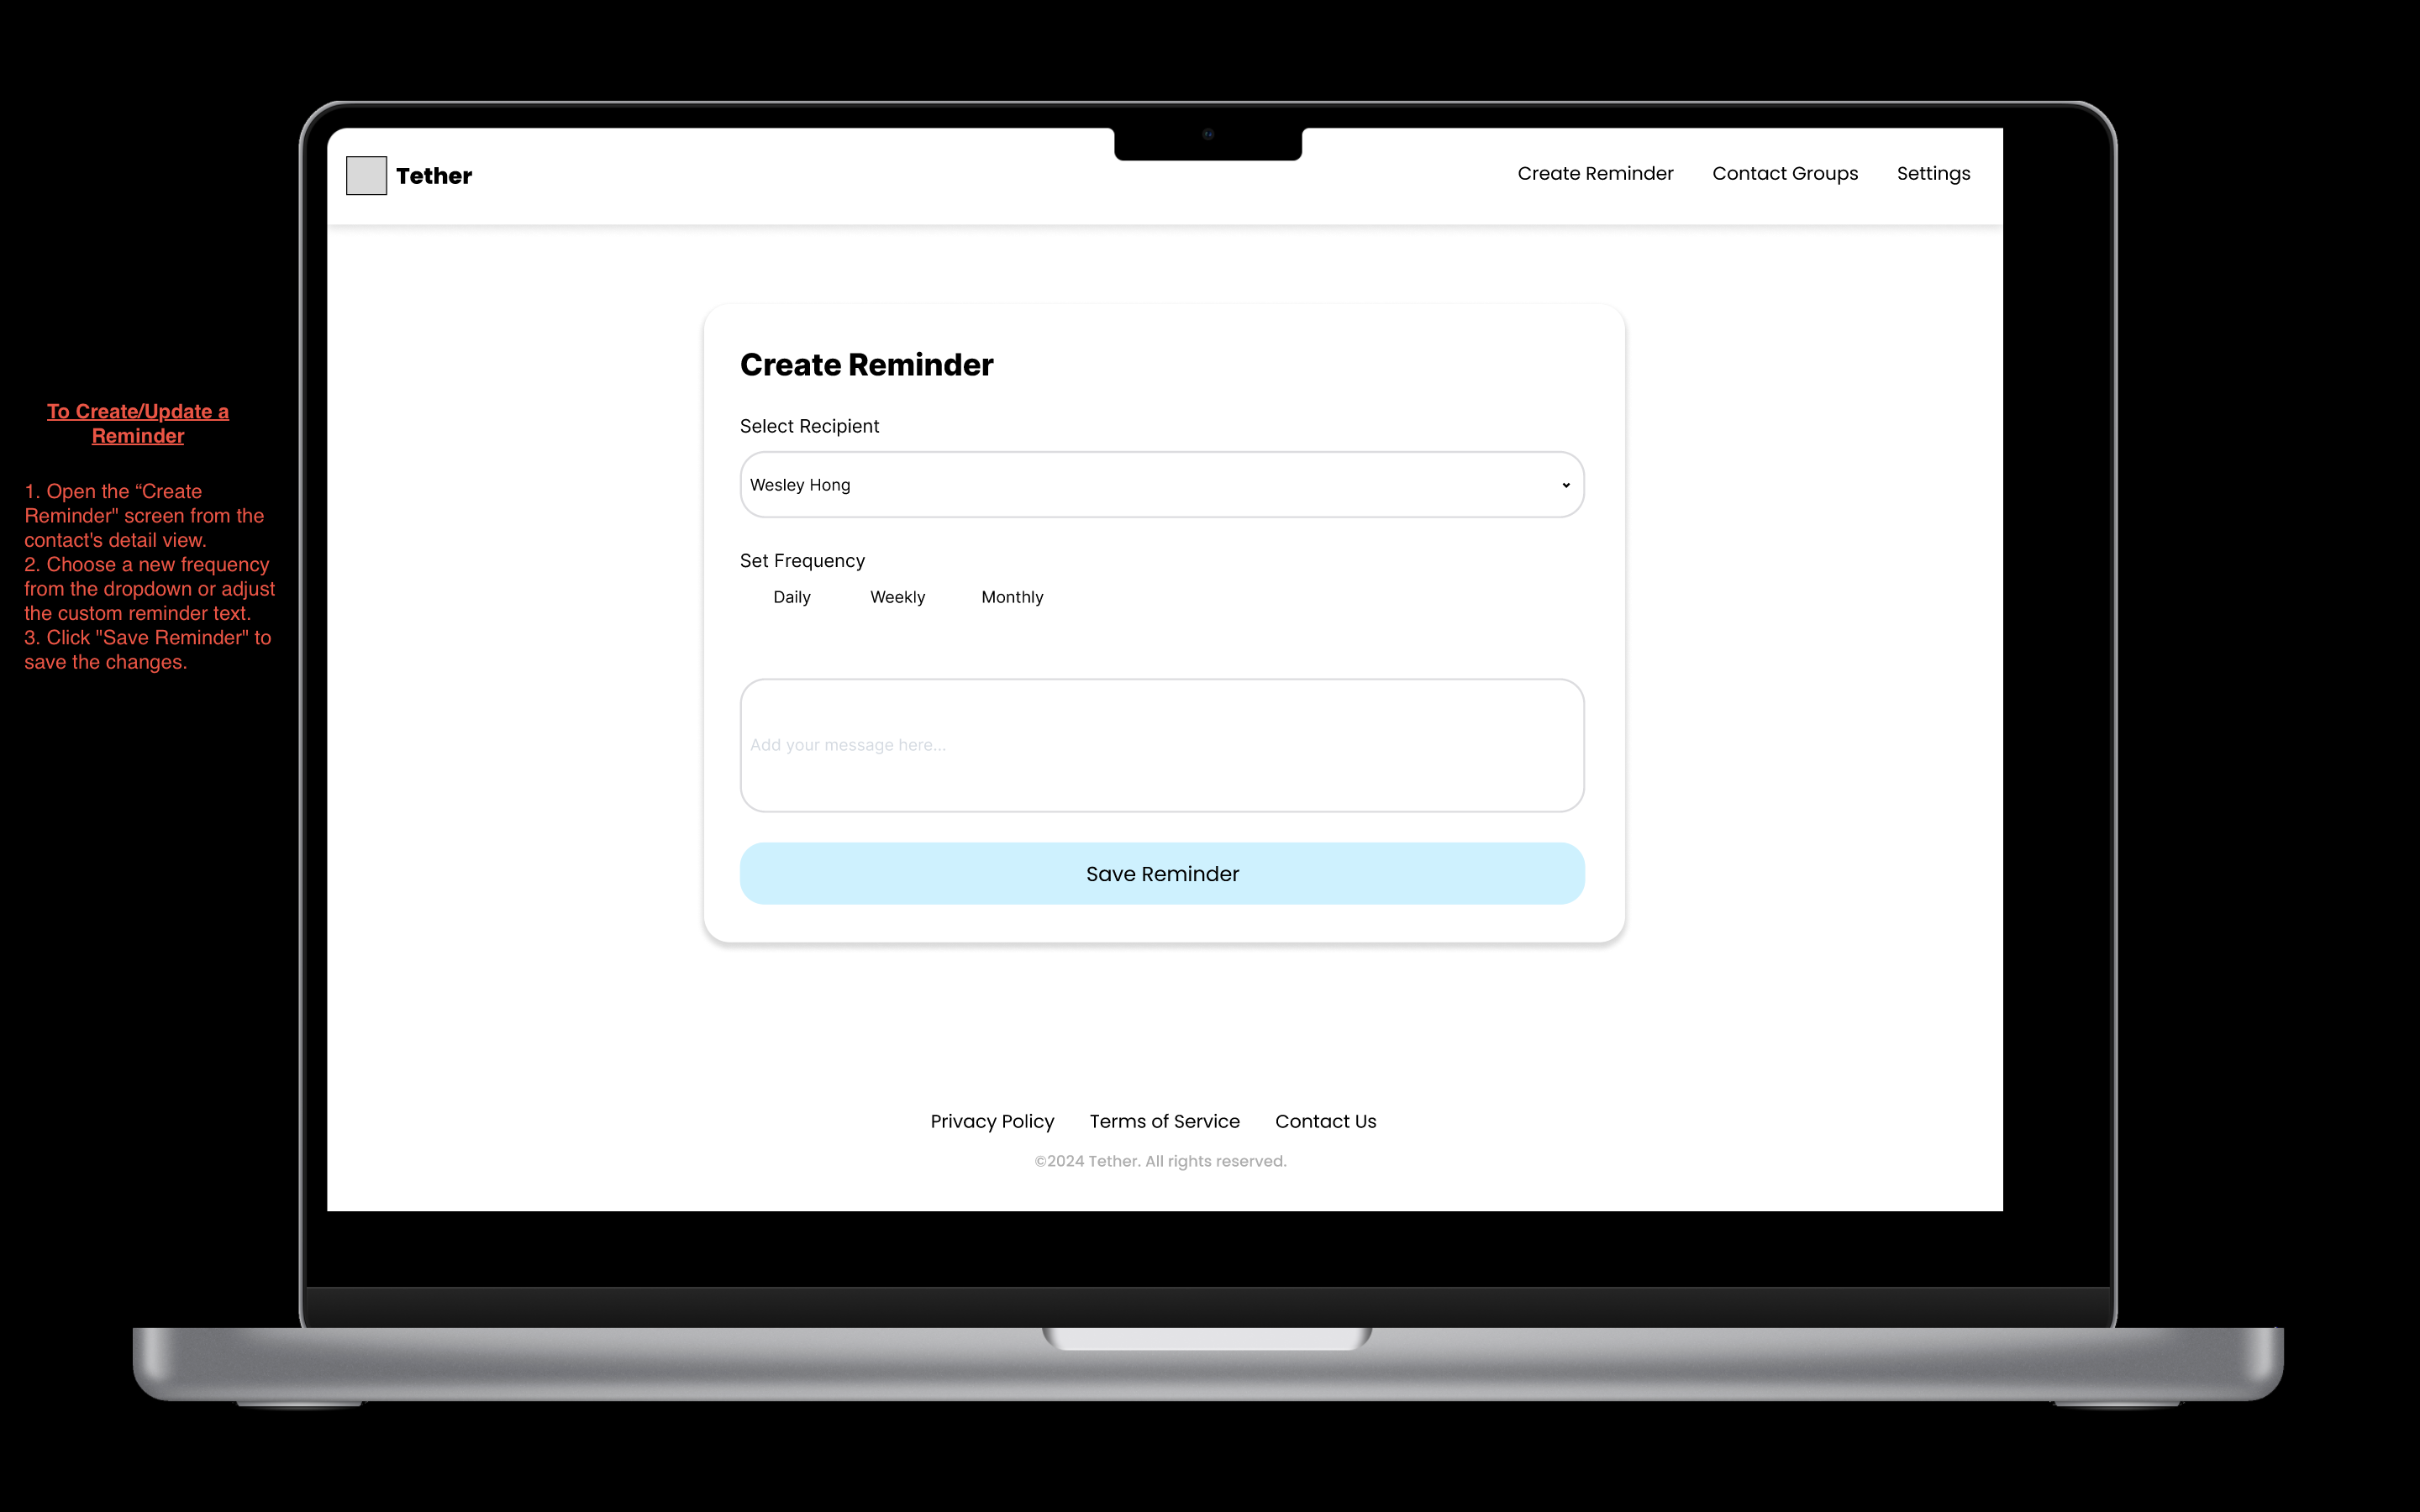 Tether
Create Reminder
Contact Groups
Settings
To Create/Update a
Reminder
1. Open the “Create
Reminder" screen from the
contact's detail view.
2. Choose a new frequency
from the dropdown or adjust
the custom reminder text.
3. Click "Save Reminder" to
save the changes.
Create Reminder
Select Recipient
Wesley Hong
Set Frequency
Daily
Weekly
Monthly
Add your message here...
Save Reminder
Privacy Policy
Terms of Service
Contact Us
©2024 Tether. All rights reserved.